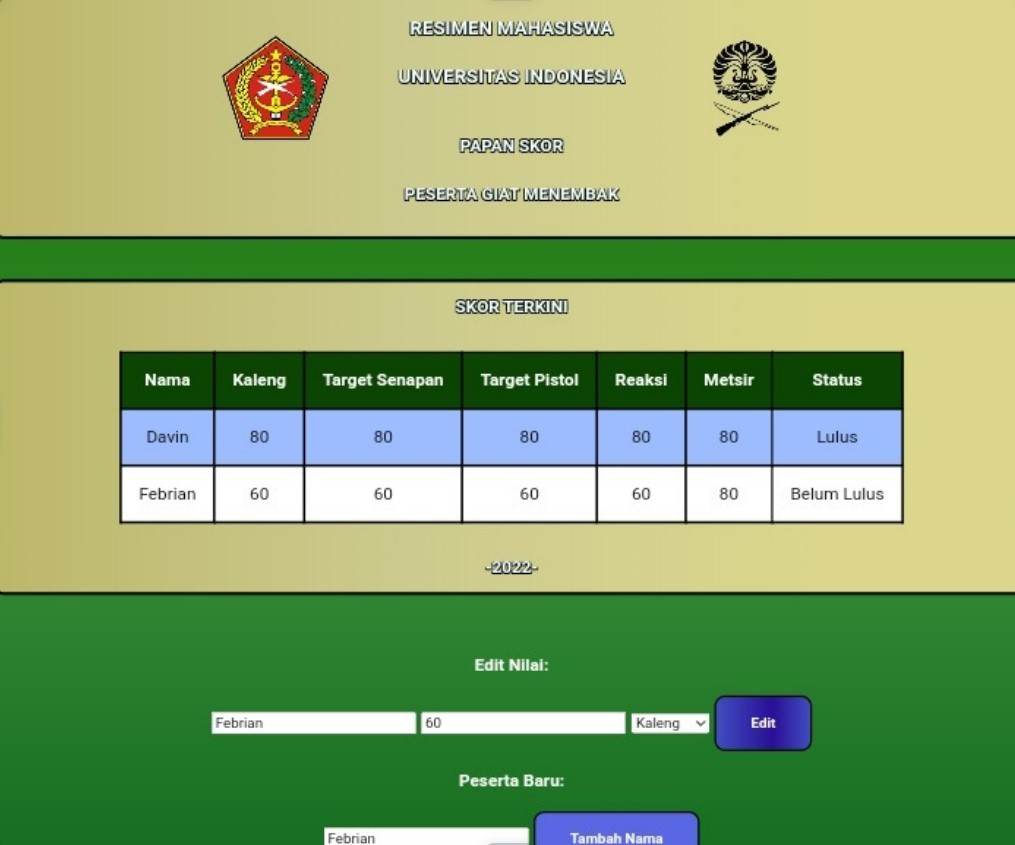 RESIMEN MAHASISWA
UNIVERSITAS INDONESIA
PAPAN SKOR
PESERTA GIAT MENEMBAK
SKOR TERKINI
Nama Kaleng Target Senapan Target Pistol Reaksi Metsir Status
Davin 80 80 80 80 80 Lulus
Febrian 60 60 60 60 80 Belum Lulus
-2022-
Edit Nilai:
Febrian 60 Kaleng Edit
Peserta Baru:
Febrian Tambah Nama